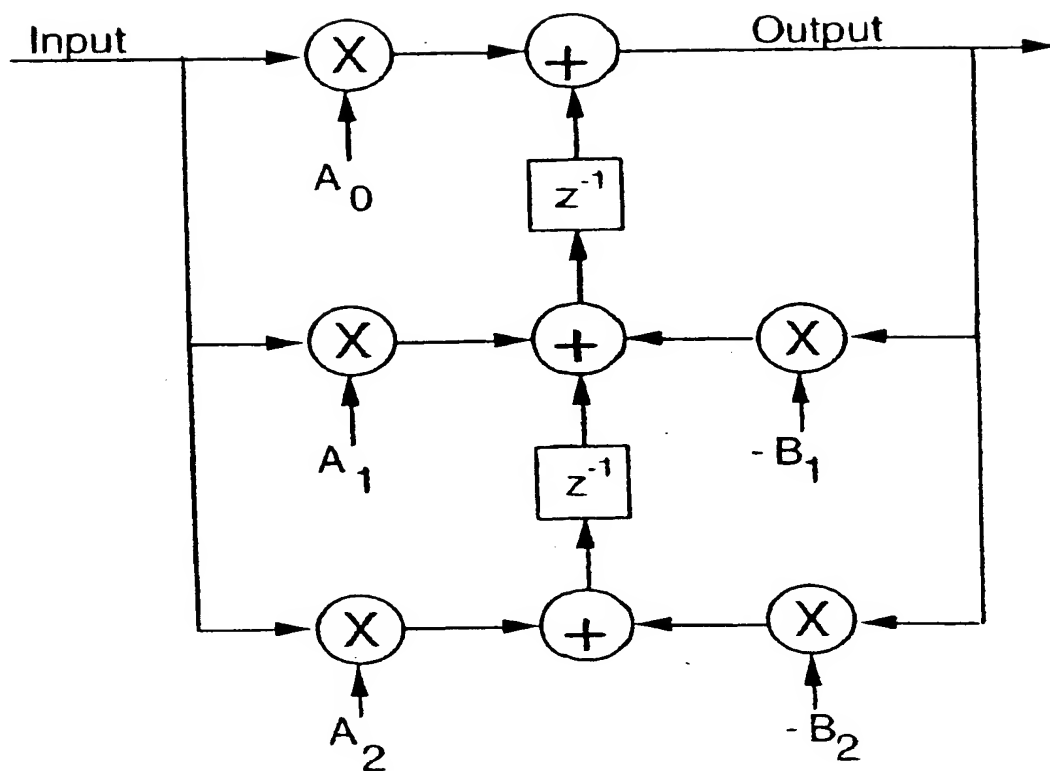 Input
Output
X
+
A0
z-1
X
+
X
A1
-B1
z-1
X
+
X
A2
-B2